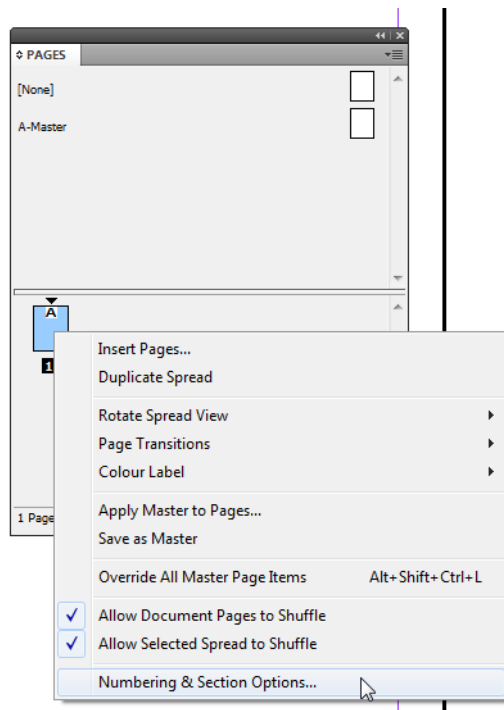 PAGES
[None]
A-Master
A
1
Insert Pages...
Duplicate Spread
Rotate Spread View
Page Transitions
Colour Label
Apply Master to Pages...
1 Page
Save as Master
Override All Master Page Items Alt+Shift+Ctrl+L
Allow Document Pages to Shuffle
Allow Selected Spread to Shuffle
Numbering & Section Options...